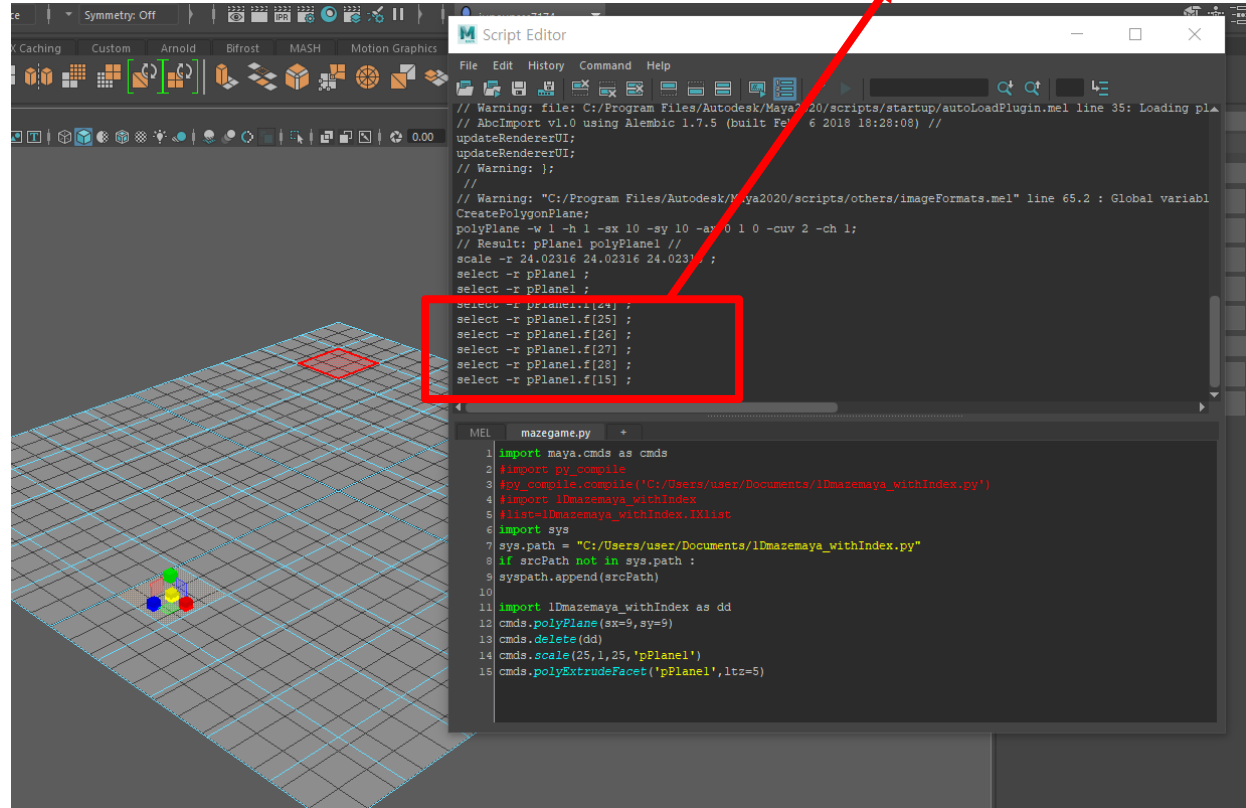 ce Symmetry: Off
X Caching Custom Arnold Bifrost MASH Motion Graphics
IPR
0.00
M Script Editor
File Edit History Command Help
// Warning: file: C:/Program Files/Autodesk/Maya2020/scripts/startup/autoLoadPlugin.mel line 35: Loading pl
// AbcImport v1.0 using Alembic 1.7.5 (built Feb 6 2018 18:28:08) //
updateRendererUI;
updateRendererUI;
// Warning: };
//
// Warning: "C:/Program Files/Autodesk/Maya2020/scripts/others/imageFormats.mel" line 65.2 : Global variabl
CreatePolygonPlane;
polyPlane -w 1 -h 1 -sx 10 -sy 10 -ax 0 1 0 -cuv 2 -ch 1;
// Result: pPlane1 polyPlane1 //
scale -r 24.02316 24.02316 24.02316 ;
select -r pPlane1 ;
select -r pPlane1 ;
select -r pPlane1.f[24] ;
select -r pPlane1.f[25] ;
select -r pPlane1.f[26] ;
select -r pPlane1.f[27] ;
select -r pPlane1.f[28] ;
select -r pPlane1.f[15] ;
MEL mazegame.py +
1 import maya.cmds as cmds
2 #import py_compile
3 #py_compile.compile('C:/Users/user/Documents/1Dmazemaya_withIndex.py')
4 #import 1Dmazemaya_withIndex
5 #list=1Dmazemaya_withIndex.IXlist
6 import sys
7 sys.path = "C:/Users/user/Documents/1Dmazemaya_withIndex.py"
8 if srcPath not in sys.path :
9 syspath.append(srcPath)
10
11 import 1Dmazemaya_withIndex as dd
12 cmds.polyPlane(sx=9,sy=9)
13 cmds.delete(dd)
14 cmds.scale(25,1,25,'pPlane1')
15 cmds.polyExtrudeFacet('pPlane1',ltz=5)